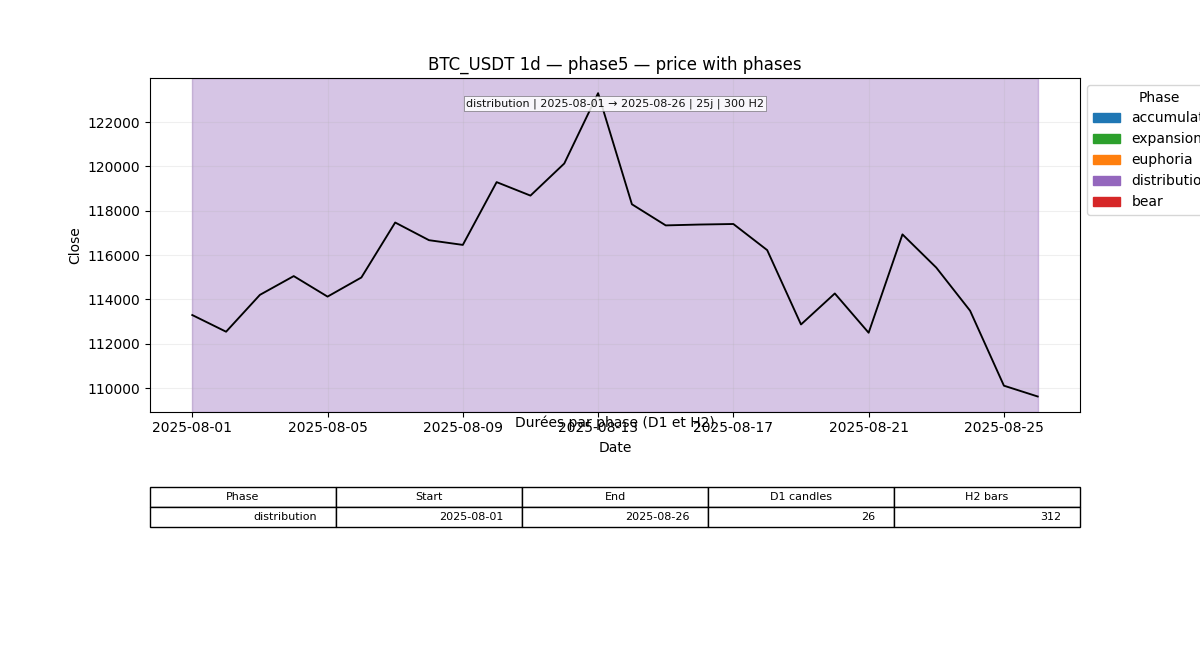 BTC_USDT 1d — phase5 — price with phases
distribution | 2025-08-01 → 2025-08-26 | 25j | 300 H2
Phase
accumulat
expansion
euphoria
distributio
bear
Close
122000
120000
118000
116000
114000
112000
110000
2025-08-01 2025-08-05 2025-08-09 2025-08-13 2025-08-17 2025-08-21 2025-08-25
Durées par phase (D1 et H2)
Date
Phase Start End D1 candles H2 bars
distribution 2025-08-01 2025-08-26 26 312